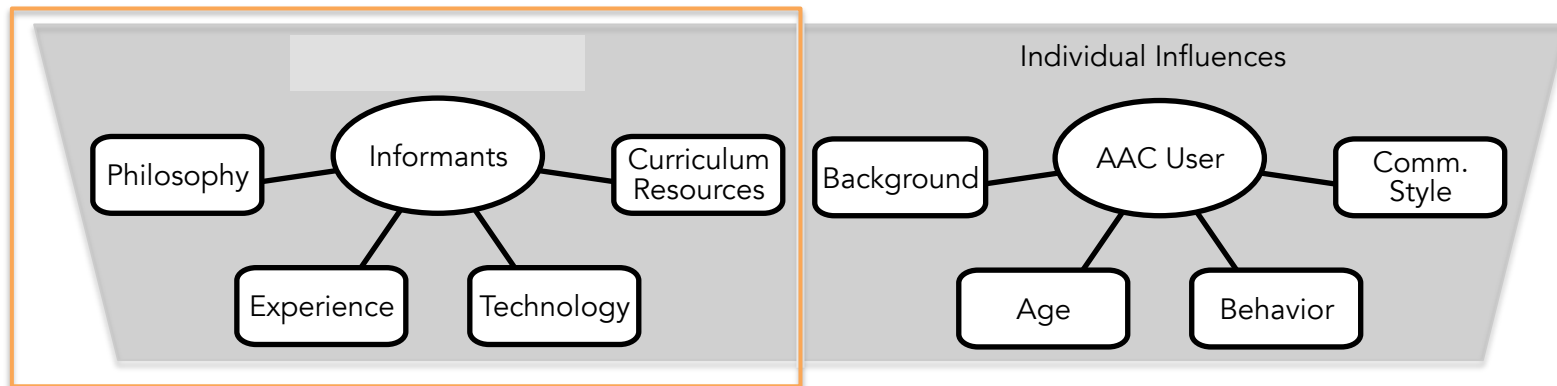 Individual Influences
Informants
Philosophy
Curriculum
Resources
Experience
Technology
AAC User
Background
Comm.
Style
Age
Behavior